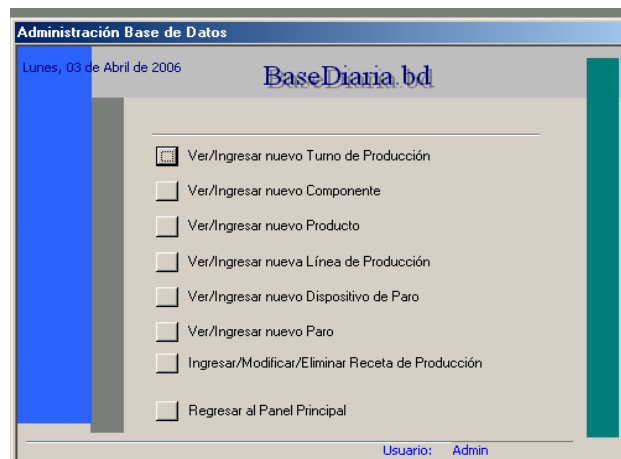 Administración Base de Datos
Lunes, 03 de Abril de 2006
BaseDiaria.bd
Ver/Ingresar nuevo Turno de Producción
Ver/Ingresar nuevo Componente
Ver/Ingresar nuevo Producto
Ver/Ingresar nueva Línea de Producción
Ver/Ingresar nuevo Dispositivo de Paro
Ver/Ingresar nuevo Paro
Ingresar/Modificar/Eliminar Receta de Producción
Regresar al Panel Principal
Usuario: Admin